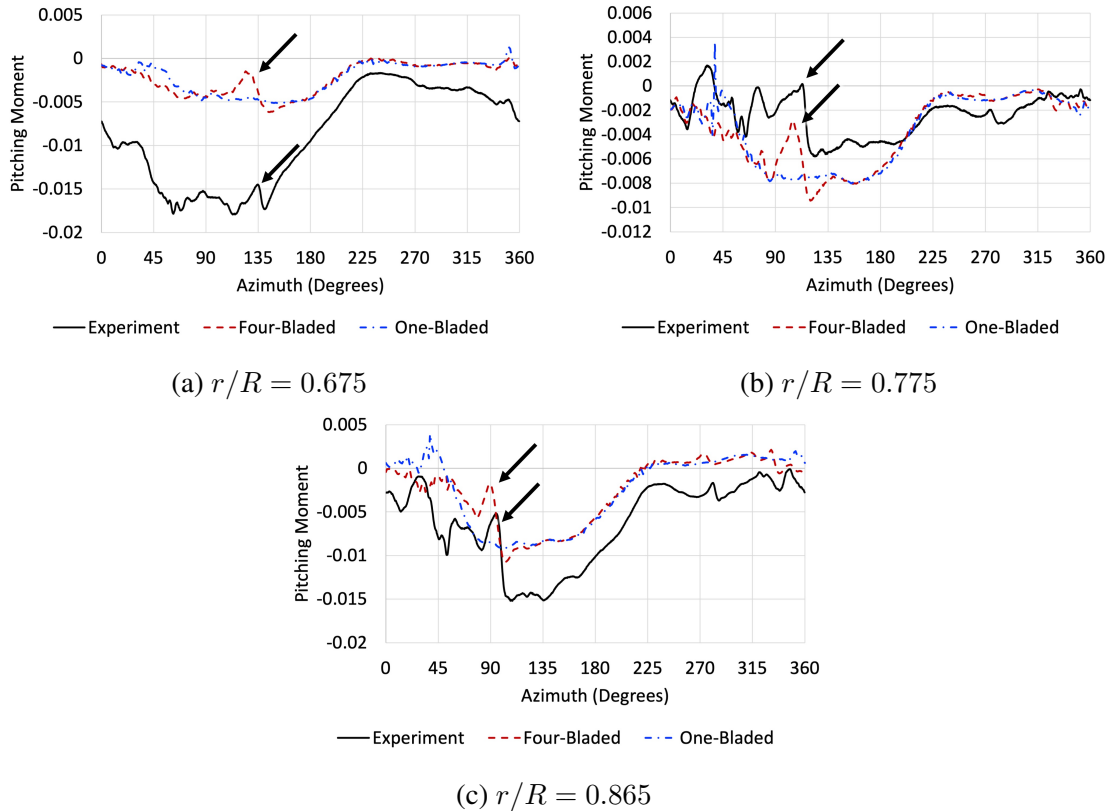 0.005
0
-0.005
-0.01
-0.015
-0.02
Pitching Moment
0 45 90 135 180 225 270 315 360
Azimuth (Degrees)
Experiment Four-Bladed One-Bladed
(a) r/R = 0.675
0.006
0.004
0.002
0
-0.002
-0.004
-0.006
-0.008
-0.01
-0.012
Pitching Moment
0 45 90 135 180 225 270 315 360
Azimuth (Degrees)
Experiment Four-Bladed One-Bladed
(b) r/R = 0.775
0.005
0
-0.005
-0.01
-0.015
-0.02
Pitching Moment
0 45 90 135 180 225 270 315 360
Azimuth (Degrees)
Experiment Four-Bladed One-Bladed
(c) r/R = 0.865